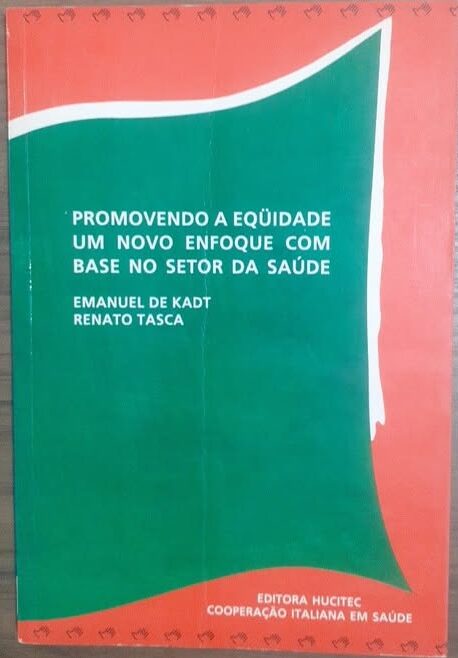 PROMOVENDO A EQÜIDADE
UM NOVO ENFOQUE COM
BASE NO SETOR DA SAÚDE
EMANUEL DE KADT
RENATO TASCA
EDITORA HUCITEC
COOPERAÇÃO ITALIANA EM SAÚDE